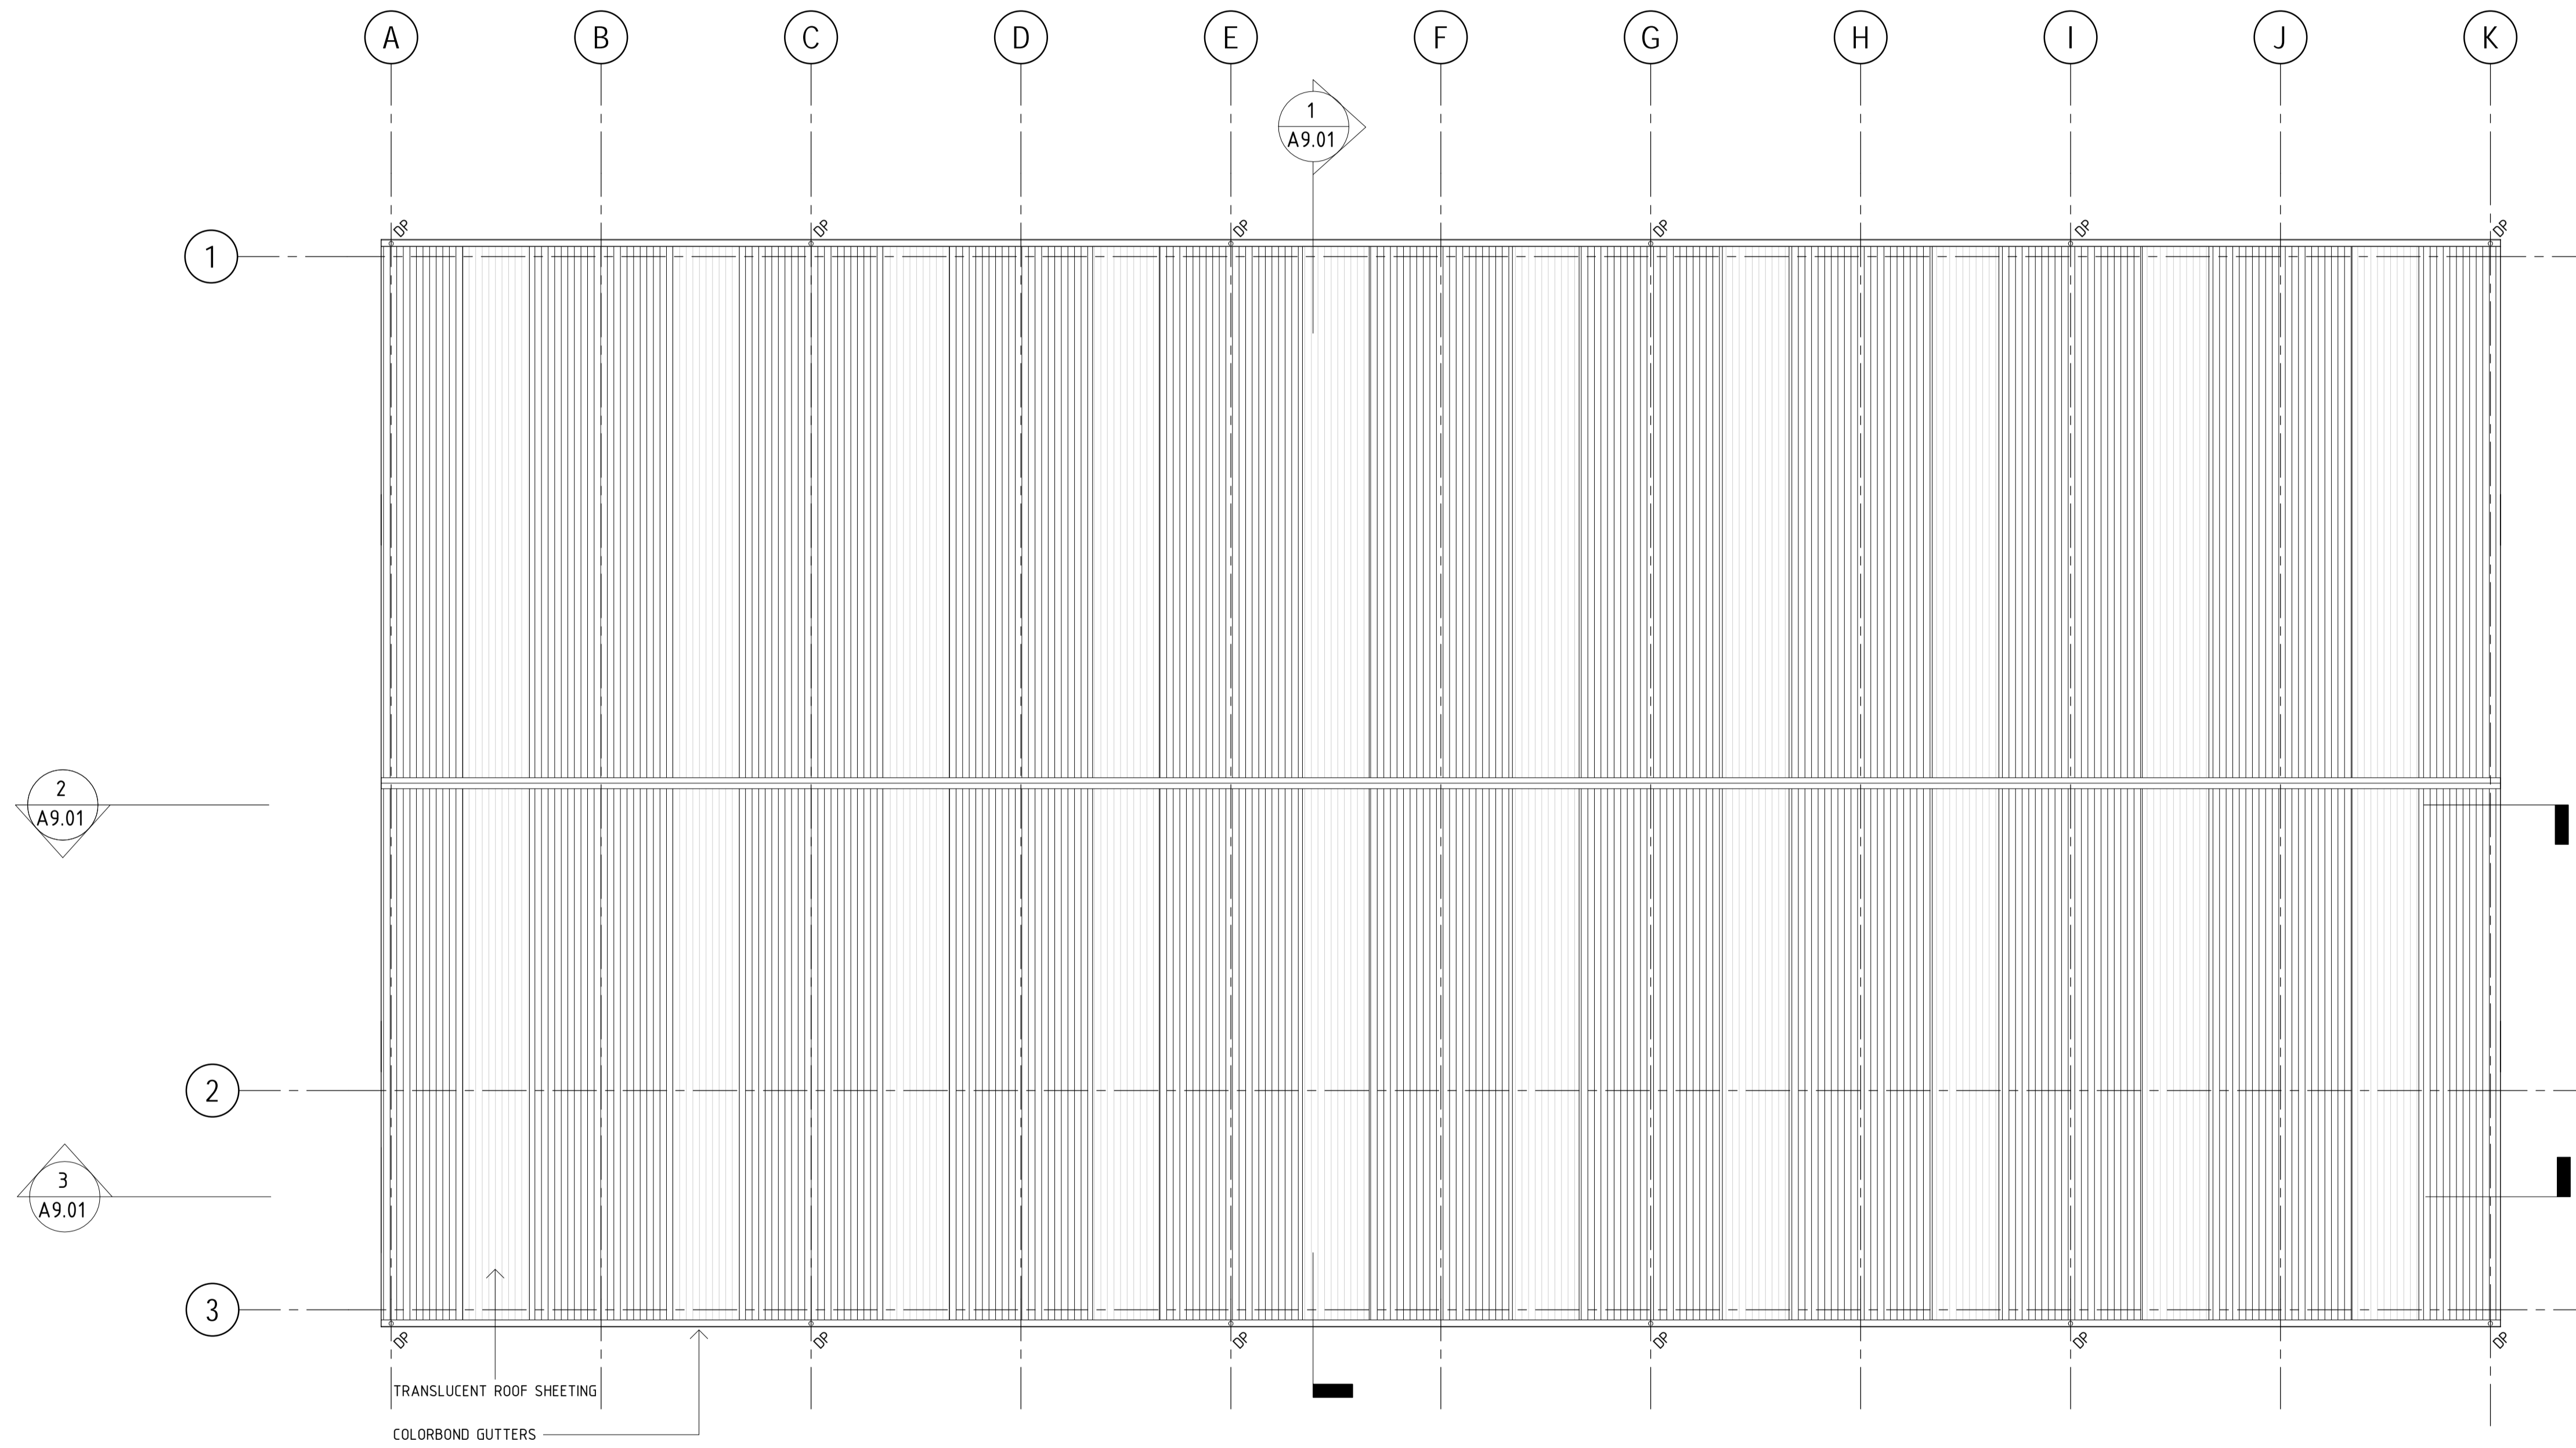 A B C D E F G H I J K
1
A9.01
DP DP DP DP DP DP
1
2
A9.01
2
3
A9.01
3
DP DP DP DP DP DP
TRANSLUCENT ROOF SHEETING
COLORBOND GUTTERS